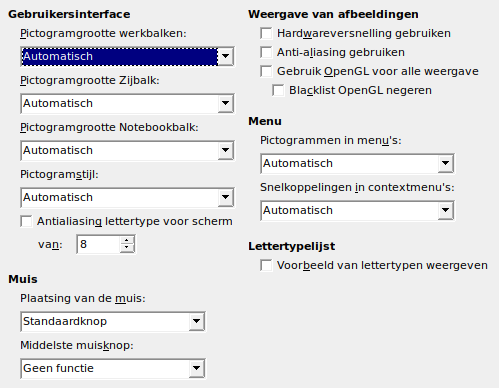 Gebruikersinterface
Pictogramgrootte werkbalken:
Automatisch
Pictogramgrootte Zijbalk:
Automatisch
Pictogramgrootte Notebookbalk:
Automatisch
Pictogramstijl:
Automatisch
Antialiasing lettertype voor scherm
van: 8
Muis
Plaatsing van de muis:
Standaardknop
Middelste muisknop:
Geen functie
Weergave van afbeeldingen
Hardwareversnelling gebruiken
Anti-aliasing gebruiken
Gebruik OpenGL voor alle weergave
Blacklist OpenGL negeren
Menu
Pictogrammen in menu's:
Automatisch
Snelkoppelingen in contextmenu's:
Automatisch
Lettertypelijst
Voorbeeld van lettertypen weergeven